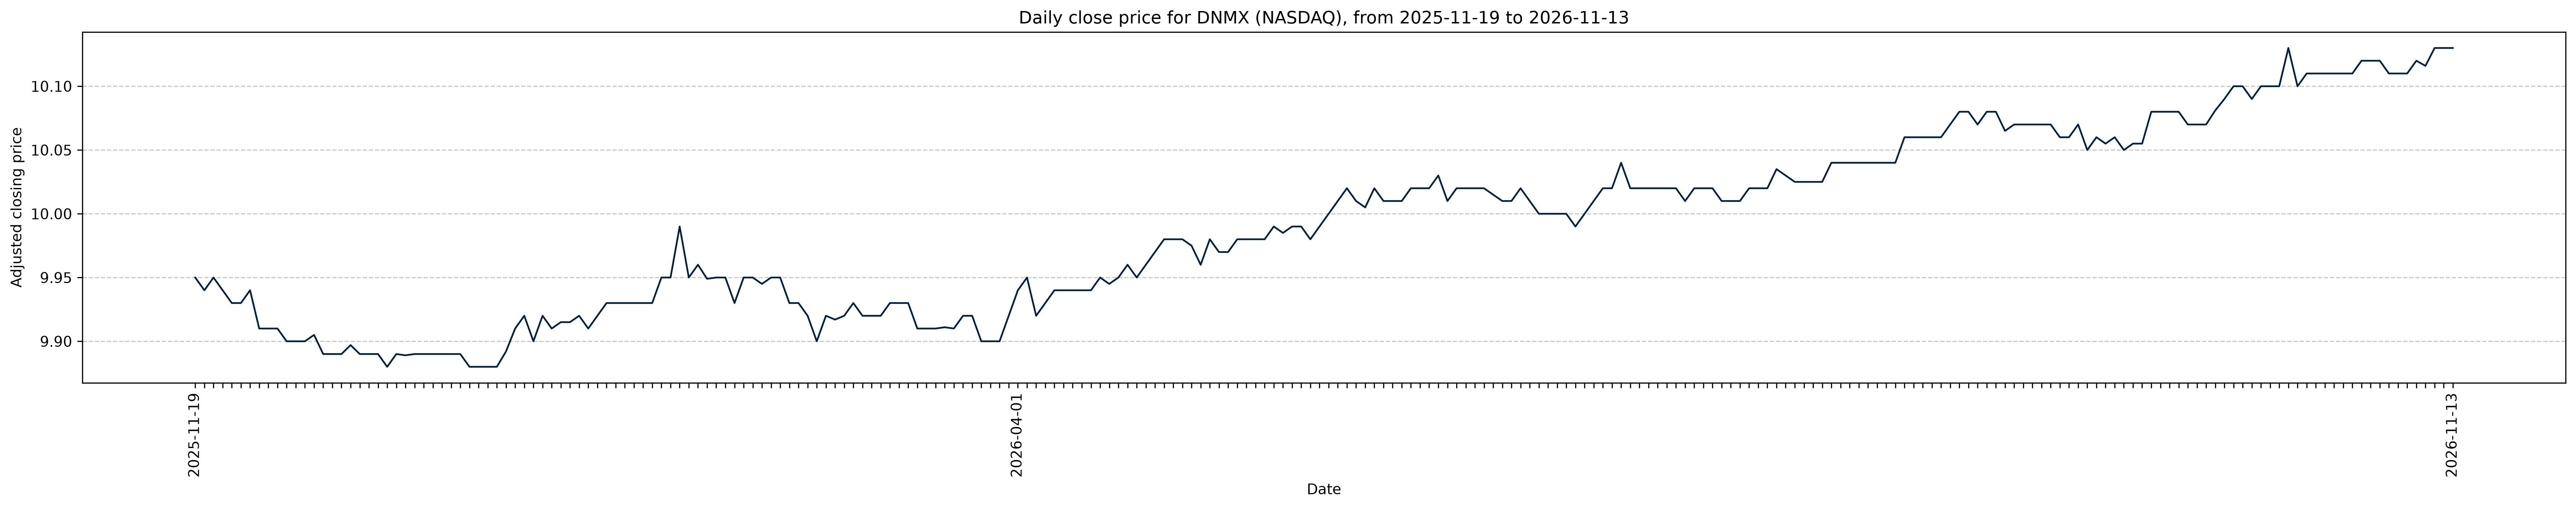 Daily close price for DNMX (NASDAQ), from 2025-11-19 to 2026-11-13
Adjusted closing price
10.10
10.05
10.00
9.95
9.90
2025-11-19
2026-04-01
2026-11-13
Date